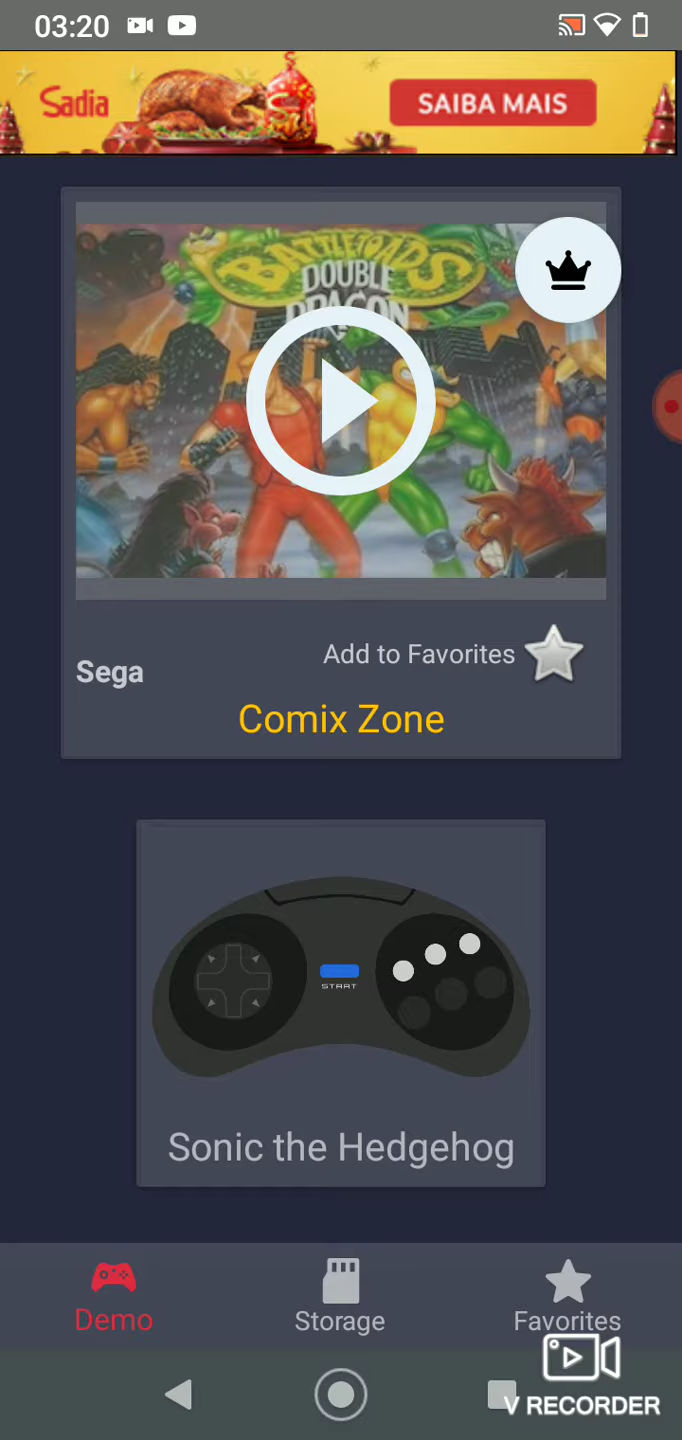 03:20
Sadia
SAIBA MAIS
BATTLETOADS
DOUBLE
DRAGON
Add to Favorites
Sega
Comix Zone
START
Sonic the Hedgehog
Demo
Storage
Favorites
V RECORDER